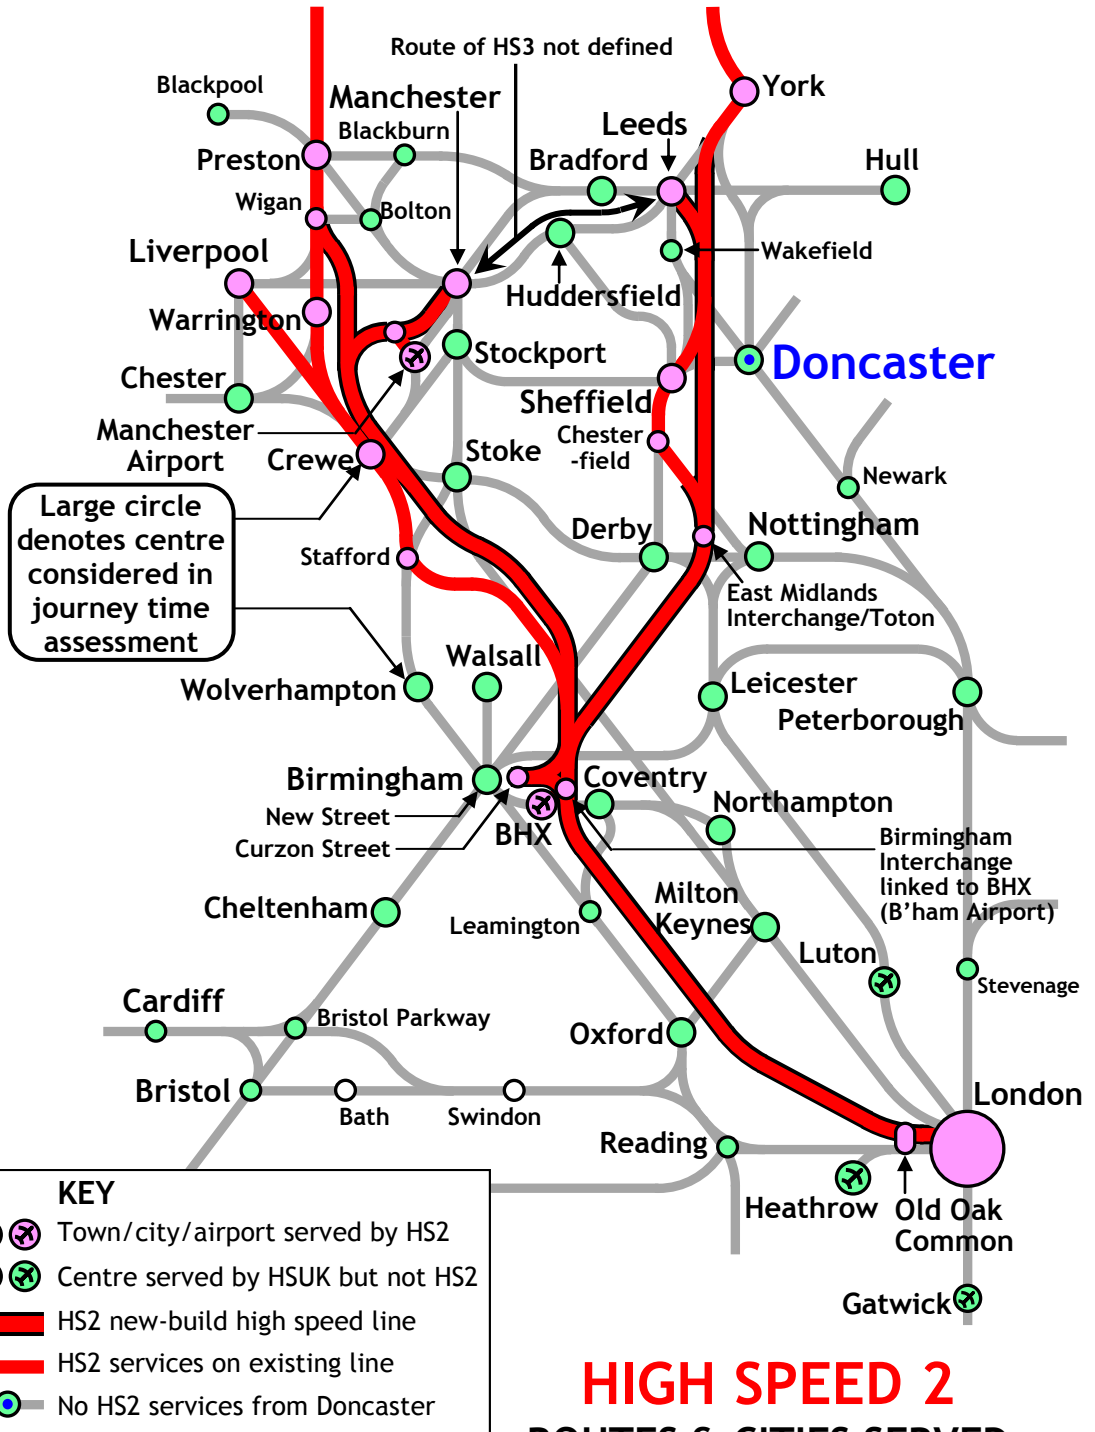 Route of HS3 not defined
York
Blackpool
Manchester
Leeds
Blackburn
Preston
Bradford
Hull
Wigan
Bolton
Liverpool
Wakefield
Huddersfield
Warrington
Stockport
Doncaster
Chester
Sheffield
Manchester
Airport
Chester
-field
Crewe
Stoke
Newark
Large circle
denotes centre
considered in
journey time
assessment
Derby
Nottingham
Stafford
East Midlands
Interchange/Toton
Walsall
Wolverhampton
Leicester
Peterborough
Birmingham
Coventry
New Street
Northampton
BHX
Curzon Street
Birmingham
Interchange
linked to BHX
(B'ham Airport)
Milton
Keynes
Cheltenham
Leamington
Luton
Stevenage
Cardiff
Bristol Parkway
Oxford
Bristol
Bath
Swindon
London
Reading
Heathrow
Old Oak
Common
Gatwick
KEY
Town/city/airport served by HS2
Centre served by HSUK but not HS2
HS2 new-build high speed line
HS2 services on existing line
No HS2 services from Doncaster
HIGH SPEED 2
ROUTES & CITIES SERVED